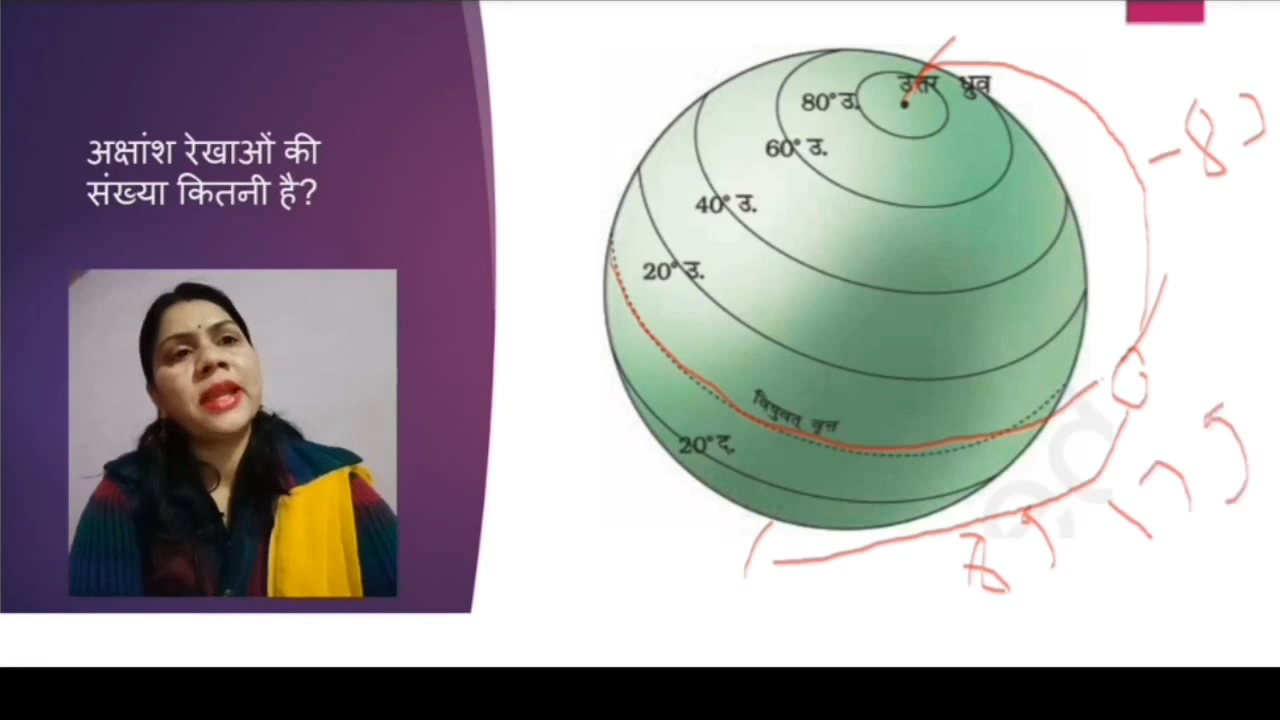 अक्षांश रेखाओं की
संख्या कितनी है?
उत्तर ध्रुव
80° उ.
60° उ.
40° उ.
20° उ.
विषुवत् वृत्त
20° द.